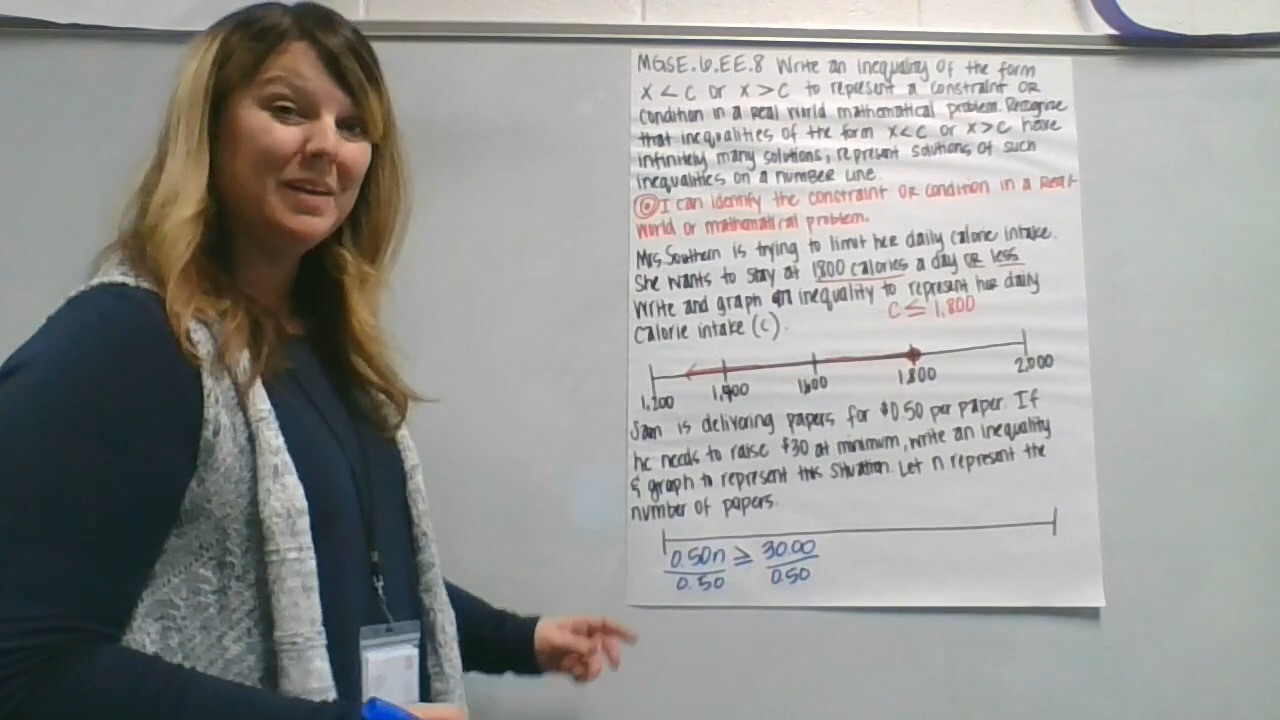 MGSE.6.EE.8 Write an inequality of the form
x < c or x > c to represent a constraint OR
condition in a Real World mathematical problem. Recognize
that inequalities of the form x < c or x > c have
infinitely many solutions; represent solutions of such
inequalities on a number line.
I can identify the constraint OR condition in a Real-
World or mathematical problem.
Mrs. Southern is trying to limit her daily calorie intake.
She wants to stay at 1800 calories a day OR less
Write and graph an inequality to represent her daily
calorie intake (c).
C ≤ 1,800
1,200 1,400 1600 1,800 2,000
Sam is delivering papers for $0.50 per paper. If
he needs to raise $30 at minimum, write an inequality
& graph to represent this situation. Let n represent the
number of papers.
0.50n ≥ 30.00
0.50 0.50